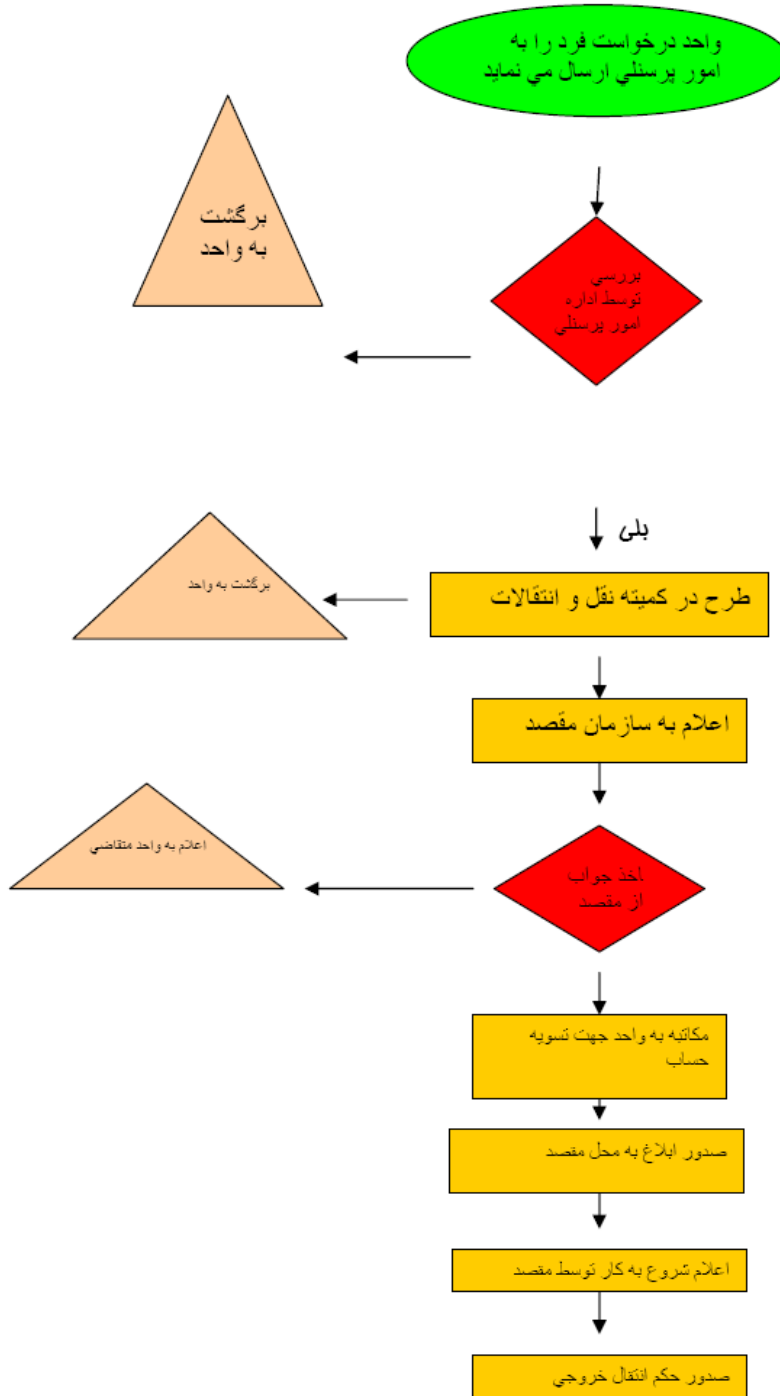 واحد درخواست فرد را به
امور پرسنلي ارسال مي نمايد
برگشت
به واحد
بررسي
توسط اداره
امور پرسنلي
بلی
طرح در کميته نقل و انتقالات
برگشت به واحد
اعلام به سازمان مقصد
اخذ جواب
از مقصد
اعلام به واحد متقاضي
مکاتبه به واحد جهت تسويه
حساب
صدور ابلاغ به محل مقصد
اعلام شروع به کار توسط مقصد
صدور حکم انتقال خروجي